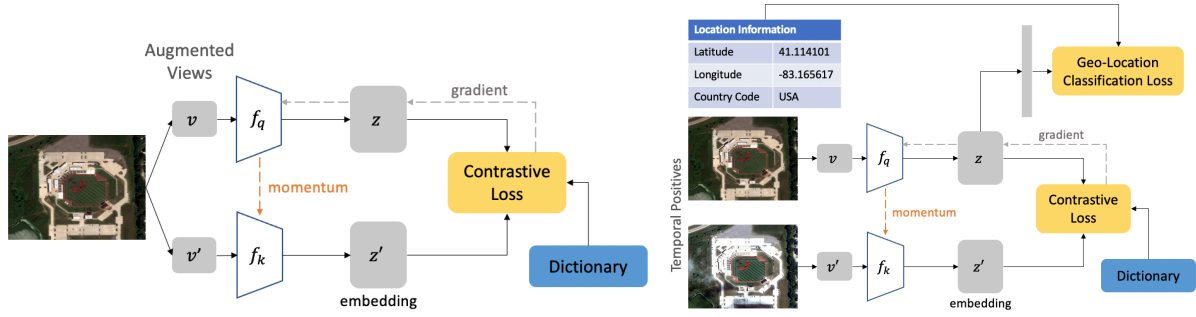 Augmented
Views
v
f_q
z
gradient
momentum
Contrastive
Loss
v'
f_k
z'
embedding
Dictionary
Location Information
Latitude 41.114101
Longitude -83.165617
Country Code USA
Geo-Location
Classification Loss
Temporal Positives
v
f_q
z
gradient
momentum
Contrastive
Loss
v'
f_k
z'
embedding
Dictionary